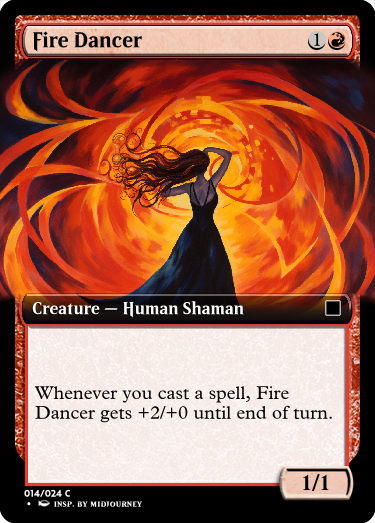 Fire Dancer 1
Creature — Human Shaman
Whenever you cast a spell, Fire
Dancer gets +2/+0 until end of turn.
1/1
014/024 C
• INSP. BY MIDJOURNEY